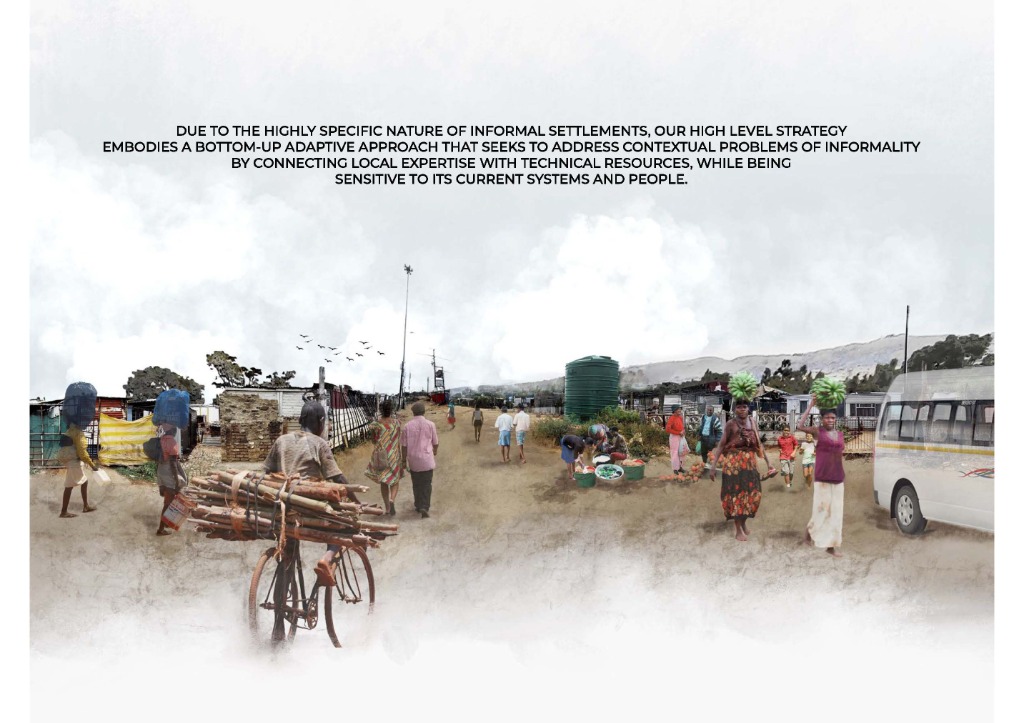 DUE TO THE HIGHLY SPECIFIC NATURE OF INFORMAL SETTLEMENTS, OUR HIGH LEVEL STRATEGY
EMBODIES A BOTTOM-UP ADAPTIVE APPROACH THAT SEEKS TO ADDRESS CONTEXTUAL PROBLEMS OF INFORMALITY
BY CONNECTING LOCAL EXPERTISE WITH TECHNICAL RESOURCES, WHILE BEING
SENSITIVE TO ITS CURRENT SYSTEMS AND PEOPLE.